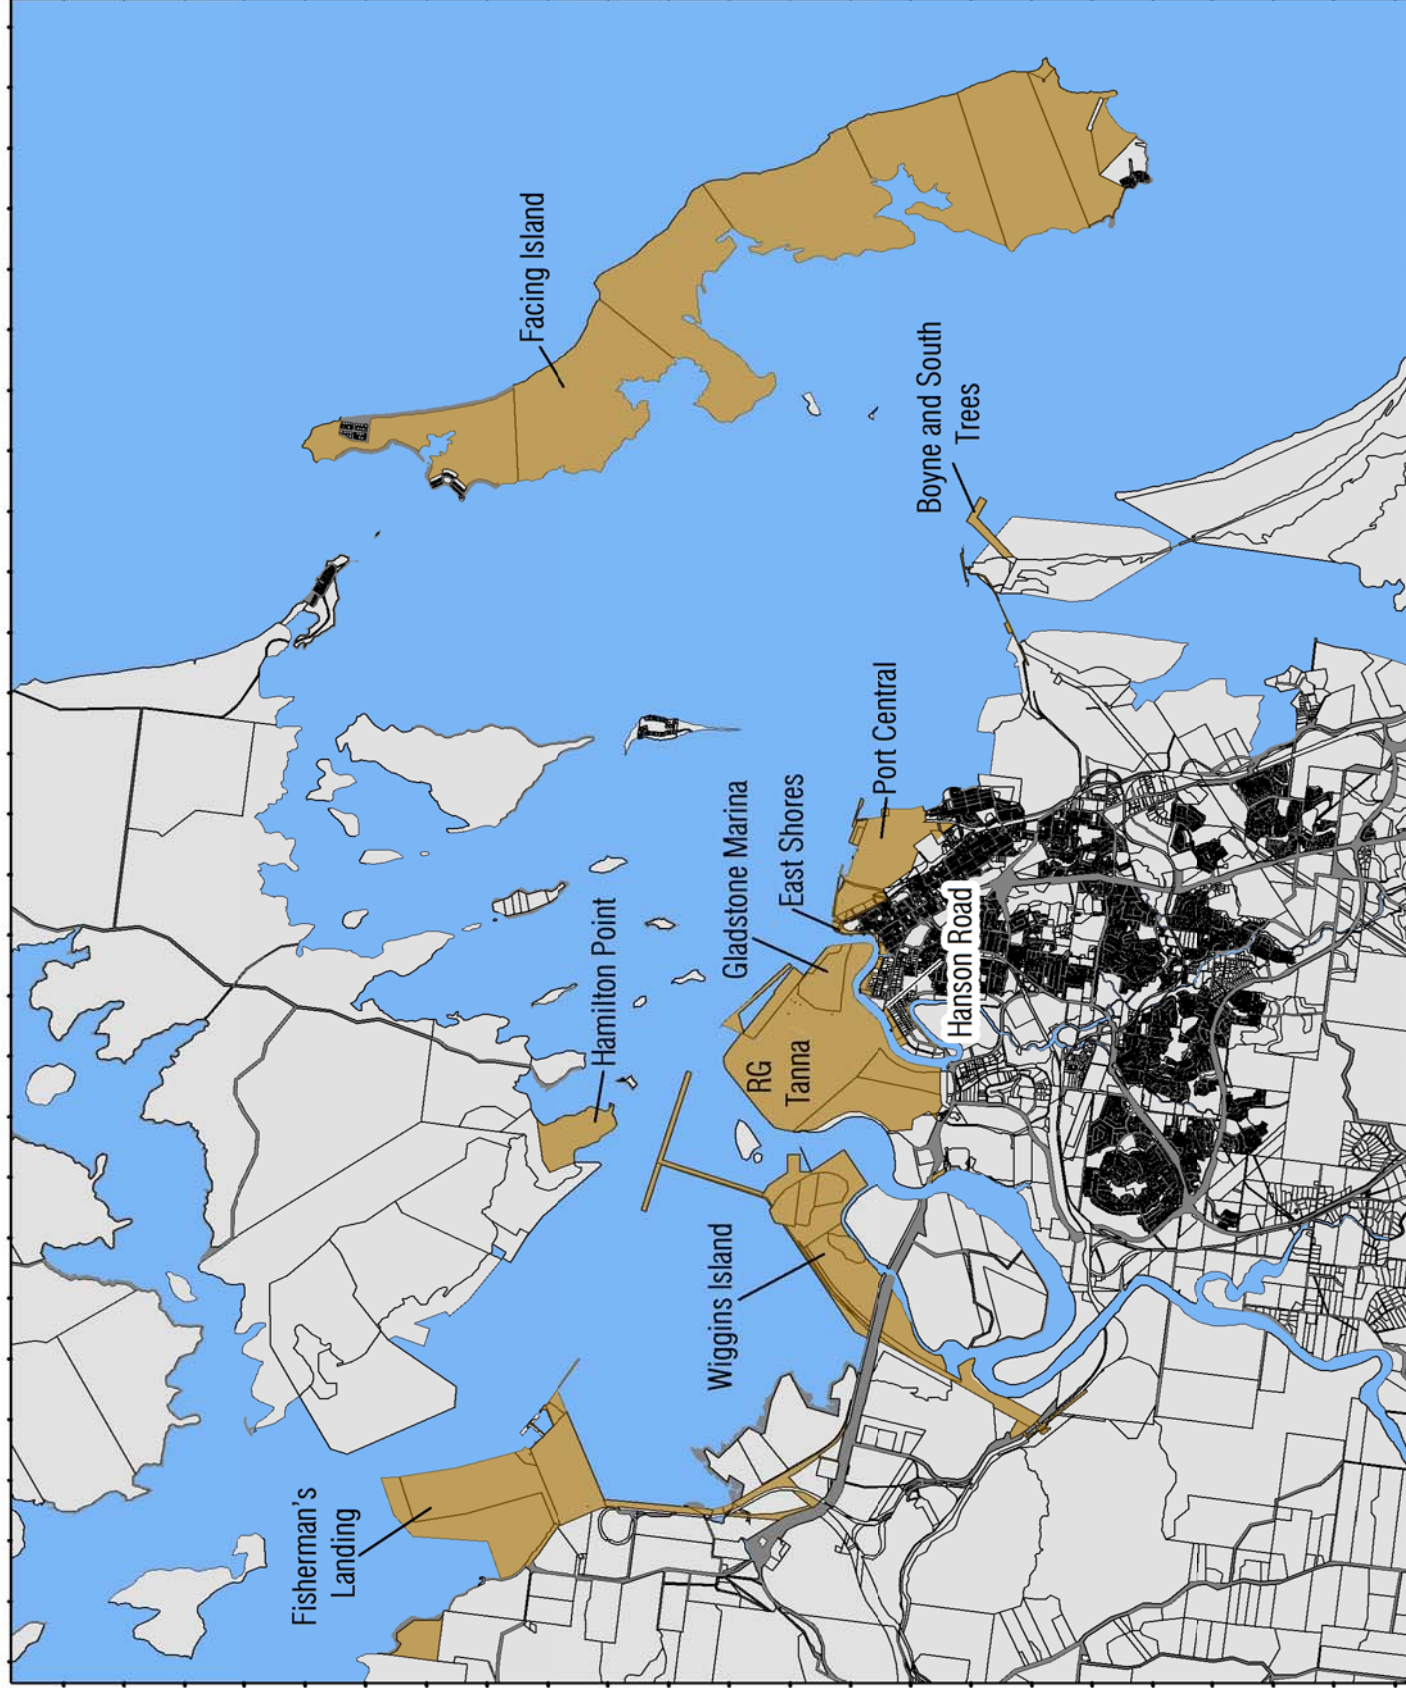 Fisherman's
Landing
Hamilton Point
Facing Island
Wiggins Island
RG
Tanna
Gladstone Marina
East Shores
Port Central
Boyne and South
Trees
Hanson Road